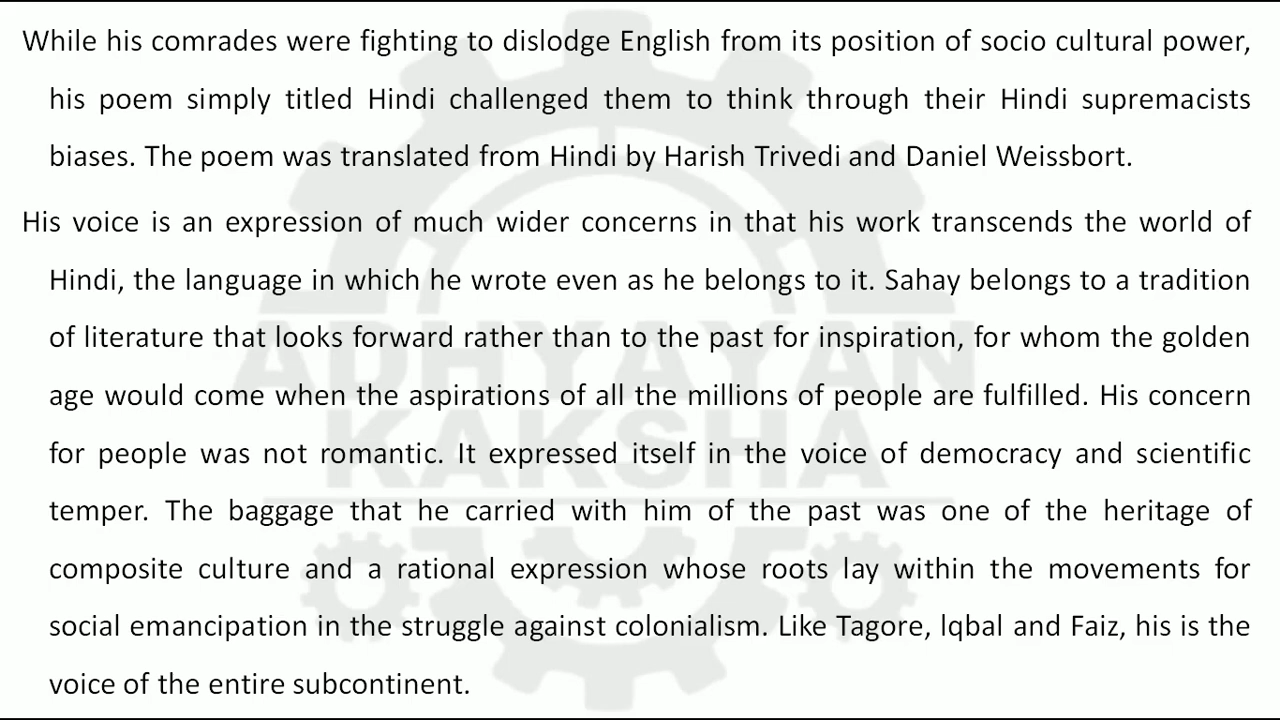 While his comrades were fighting to dislodge English from its position of socio cultural power,
his poem simply titled Hindi challenged them to think through their Hindi supremacists
biases. The poem was translated from Hindi by Harish Trivedi and Daniel Weissbort.
His voice is an expression of much wider concerns in that his work transcends the world of
Hindi, the language in which he wrote even as he belongs to it. Sahay belongs to a tradition
of literature that looks forward rather than to the past for inspiration, for whom the golden
age would come when the aspirations of all the millions of people are fulfilled. His concern
for people was not romantic. It expressed itself in the voice of democracy and scientific
temper. The baggage that he carried with him of the past was one of the heritage of
composite culture and a rational expression whose roots lay within the movements for
social emancipation in the struggle against colonialism. Like Tagore, lqbal and Faiz, his is the
voice of the entire subcontinent.
ADHYAYAN
KAKSHA